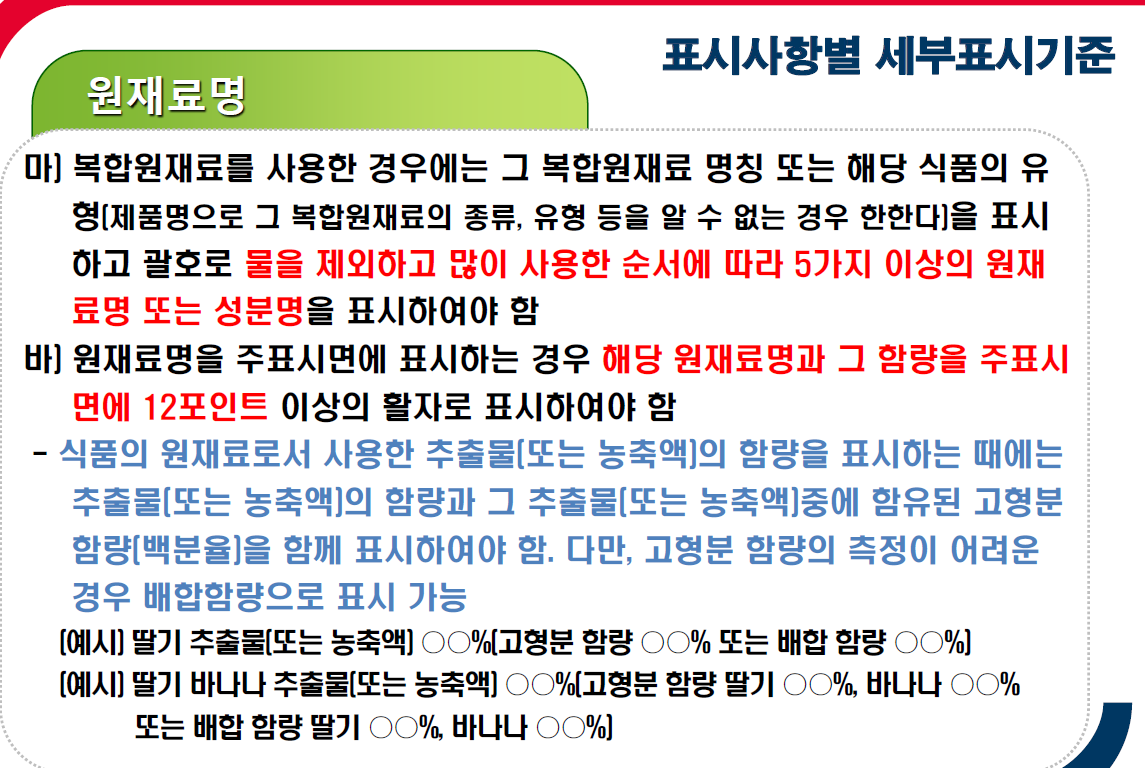 표시사항별 세부표시기준
원재료명
마) 복합원재료를 사용한 경우에는 그 복합원재료 명칭 또는 해당 식품의 유
형(제품명으로 그 복합원재료의 종류, 유형 등을 알 수 없는 경우 한한다)을 표시
하고 괄호로 물을 제외하고 많이 사용한 순서에 따라 5가지 이상의 원재
료명 또는 성분명을 표시하여야 함
바) 원재료명을 주표시면에 표시하는 경우 해당 원재료명과 그 함량을 주표시
면에 12포인트 이상의 활자로 표시하여야 함
- 식품의 원재료로서 사용한 추출물(또는 농축액)의 함량을 표시하는 때에는
추출물(또는 농축액)의 함량과 그 추출물(또는 농축액)중에 함유된 고형분
함량(백분율)을 함께 표시하여야 함. 다만, 고형분 함량의 측정이 어려운
경우 배합함량으로 표시 가능
(예시) 딸기 추출물(또는 농축액) ○○%(고형분 함량 ○○% 또는 배합 함량 ○○%)
(예시) 딸기 바나나 추출물(또는 농축액) ○○%(고형분 함량 딸기 ○○%, 바나나 ○○%
또는 배합 함량 딸기 ○○%, 바나나 ○○%)